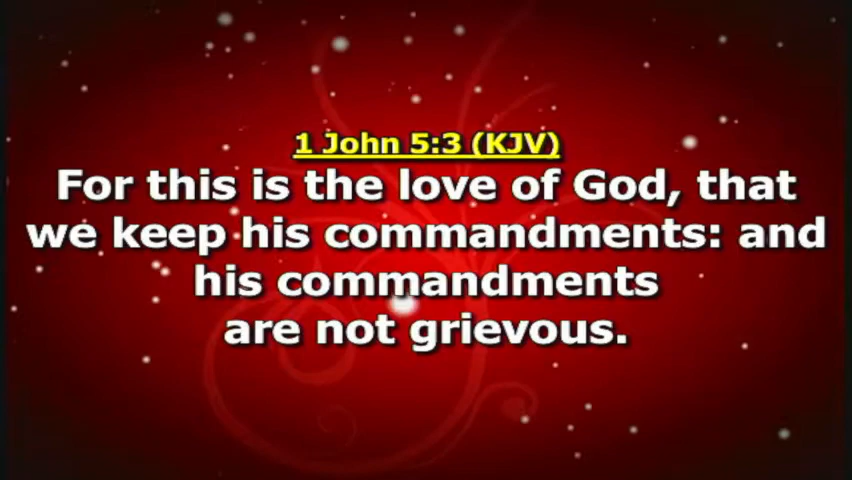 1 John 5:3 (KJV)
For this is the love of God, that
we keep his commandments: and
his commandments
are not grievous.